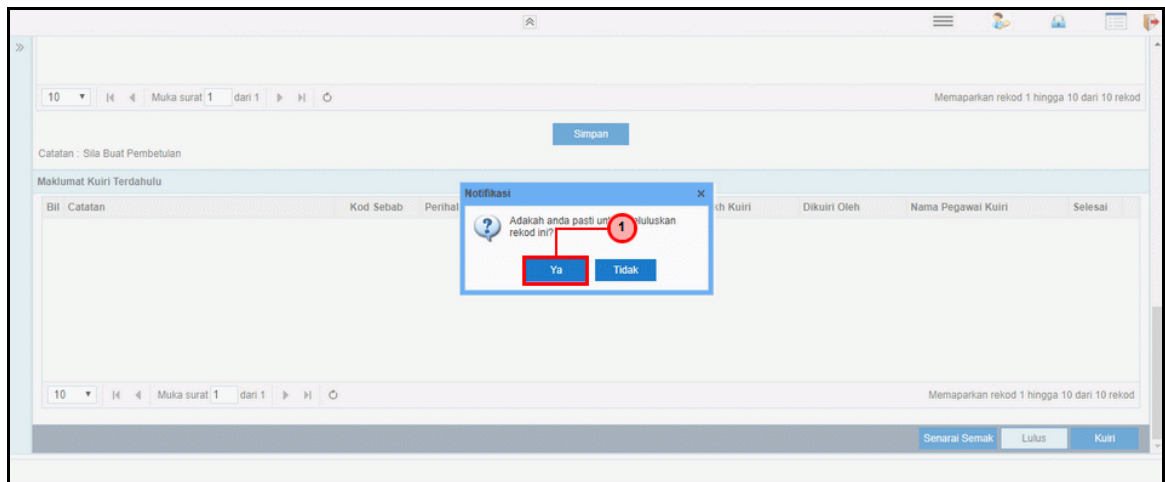 10 Muka surat 1 dari 1 Memaparkan rekod 1 hingga 10 dari 10 rekod
Simpan
Catatan : Sila Buat Pembetulan
Maklumat Kuiri Terdahulu
Notifikasi
Bil Catatan Kod Sebab Perihal kh Kuiri Dikuiri Oleh Nama Pegawai Kuiri Selesai
Adakah anda pasti unt eluluskan
rekod ini?
1
Ya Tidak
10 Muka surat 1 dari 1 Memaparkan rekod 1 hingga 10 dari 10 rekod
Senarai Semak Lulus Kuiri